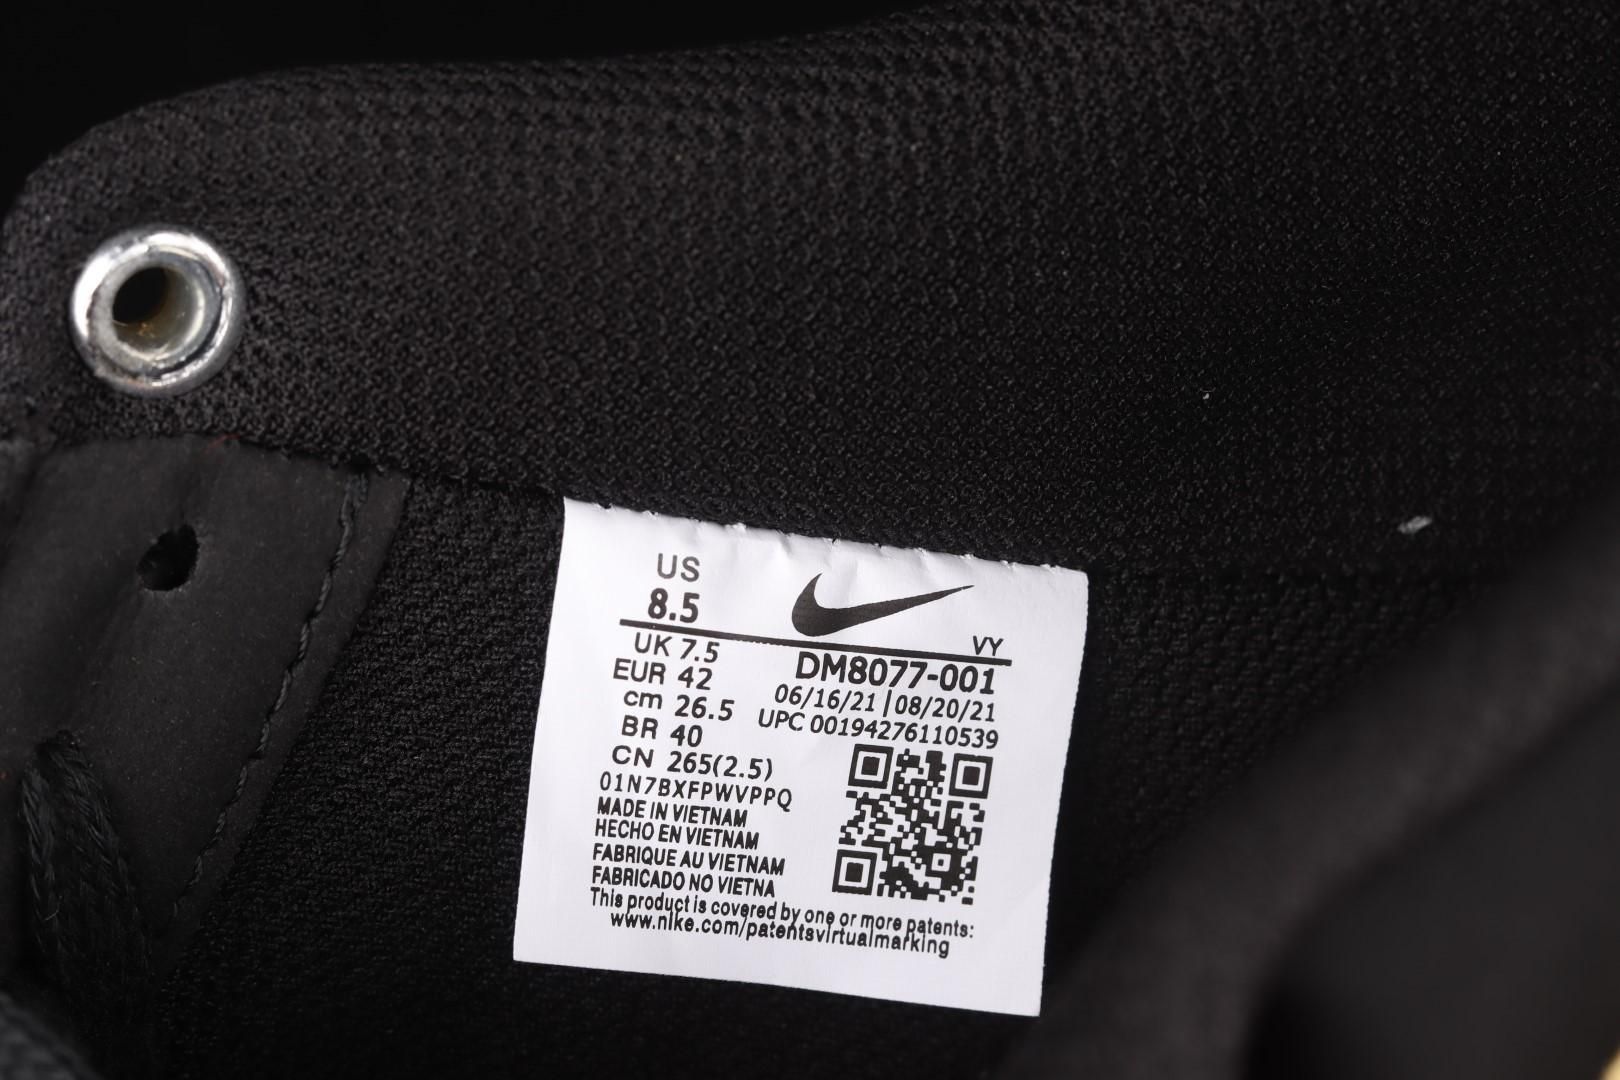 US
8.5
VY
UK 7.5
EUR 42
cm 26.5
BR 40
CN 265(2.5)
DM8077-001
06/16/21 | 08/20/21
UPC 00194276110539
01N7BXFPWVPPQ
MADE IN VIETNAM
HECHO EN VIETNAM
FABRIQUE AU VIETNAM
FABRICADO NO VIETNA
This product is covered by one or more patents:
www.nike.com/patentsvirtualmarking